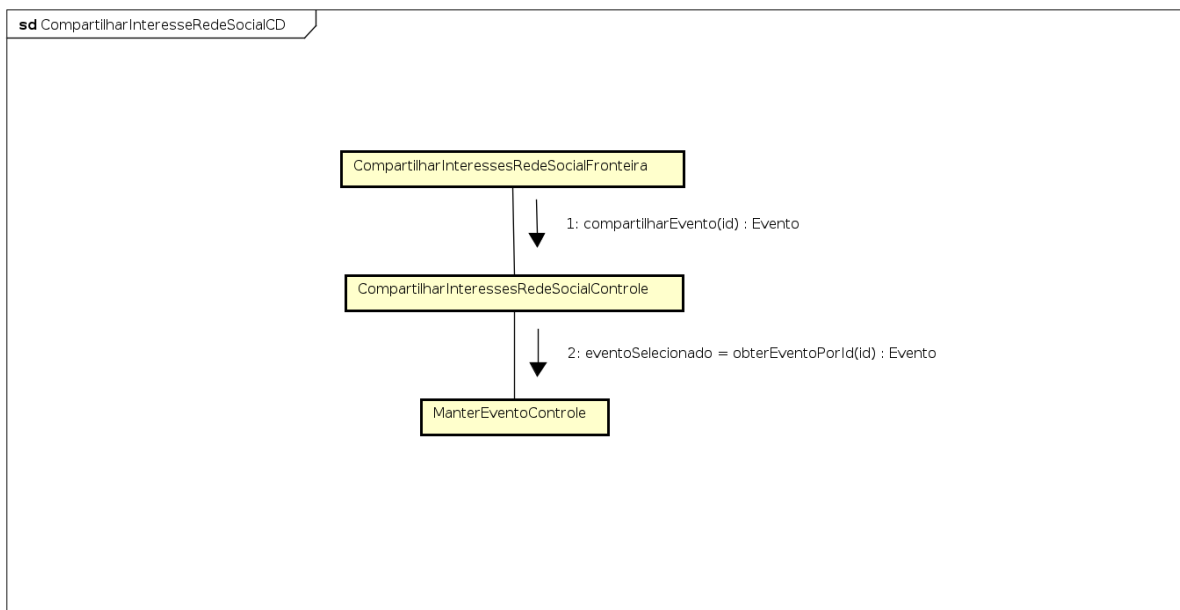 sd CompartilharInteresseRedeSocialCD
CompartilharInteressesRedeSocialFronteira
1: compartilharEvento(id) : Evento
CompartilharInteressesRedeSocialControle
2: eventoSelecionado = obterEventoPorId(id) : Evento
ManterEventoControle